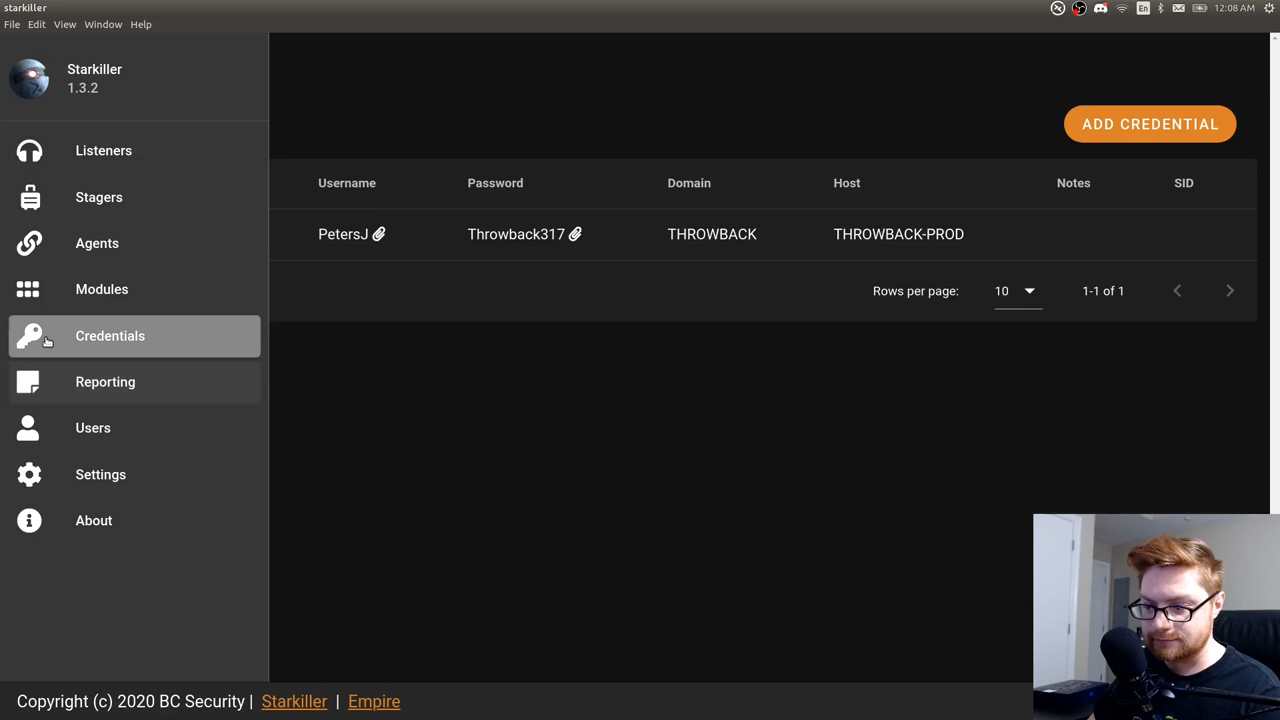 starkiller
En
12:08 AM
File Edit View Window Help
Starkiller
1.3.2
Listeners
Stagers
Agents
Modules
Credentials
Reporting
Users
Settings
About
ADD CREDENTIAL
Username Password Domain Host Notes SID
PetersJ Throwback317 THROWBACK THROWBACK-PROD
Rows per page: 10 1-1 of 1
Copyright (c) 2020 BC Security | Starkiller | Empire